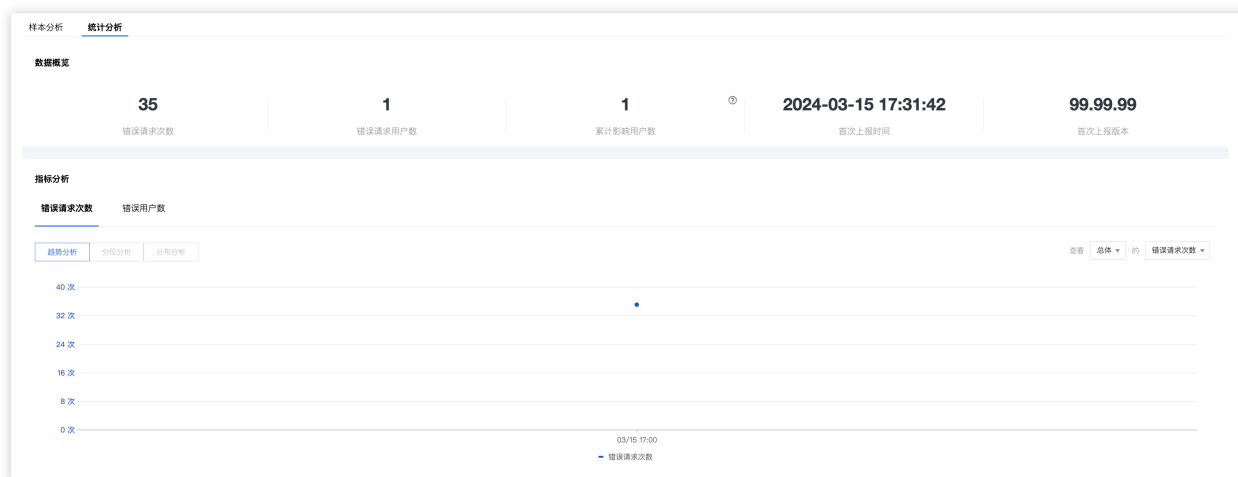 样本分析 统计分析
数据概览
35 1 1 2024-03-15 17:31:42 99.99.99
错误请求次数 错误请求用户数 累计影响用户数 首次上报时间 首次上报版本
指标分析
错误请求次数 错误用户数
趋势分析 分位分析 分布分析 查看 总体 的 错误请求次数
40 次
32 次
24 次
16 次
8 次
0 次
03/15 17:00
错误请求次数